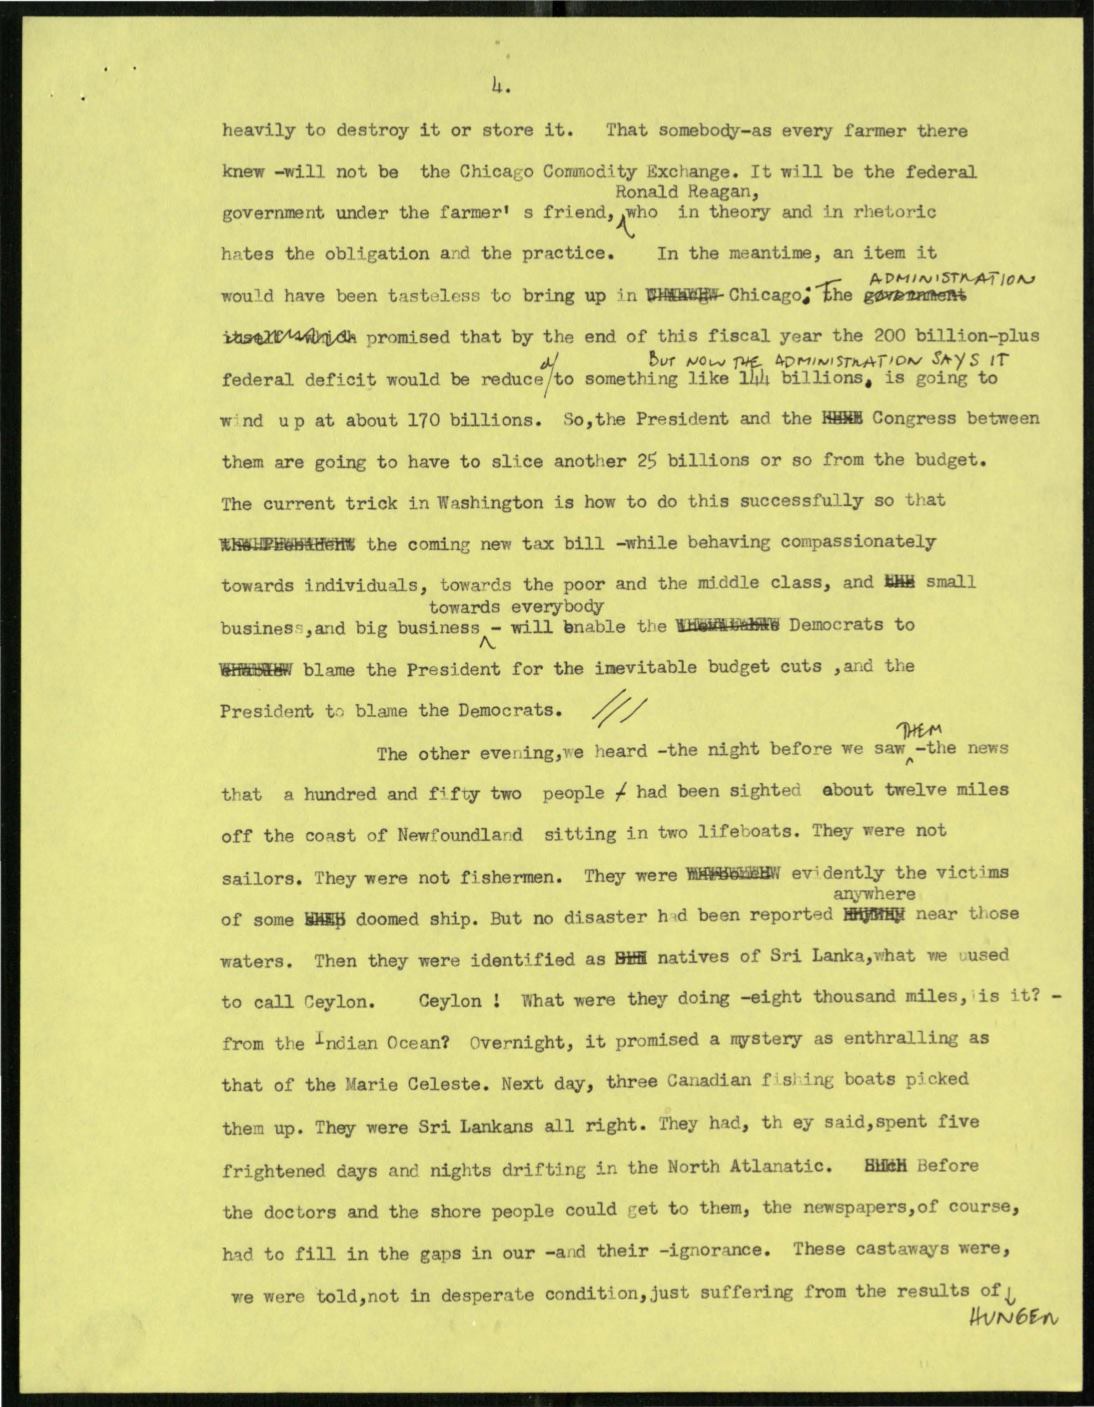 4.
heavily to destroy it or store it. That somebody-as every farmer there
knew -will not be the Chicago Commodity Exchange. It will be the federal
Ronald Reagan,
government under the farmer' s friend, who in theory and in rhetoric
hates the obligation and the practice. In the meantime, an item it
ADMINISTRATION
would have been tasteless to bring up in Chicago: The government
itself which promised that by the end of this fiscal year the 200 billion-plus
d/ BUT NOW THE ADMINISTRATION SAYS IT
federal deficit would be reduce to something like 144 billions. is going to
wind up at about 170 billions. So,the President and the Congress between
them are going to have to slice another 25 billions or so from the budget.
The current trick in Washington is how to do this successfully so that
the President the coming new tax bill -while behaving compassionately
towards individuals, towards the poor and the middle class, and the small
towards everybody
business,and big business - will enable the inevitable Democrats to
blame the President for the inevitable budget cuts ,and the
President to blame the Democrats. ///
THEM
The other evening,we heard -the night before we saw -the news
that a hundred and fifty two people had been sighted about twelve miles
off the coast of Newfoundland sitting in two lifeboats. They were not
sailors. They were not fishermen. They were evidently the victims
anywhere
of some ship doomed ship. But no disaster had been reported near those
waters. Then they were identified as Sri natives of Sri Lanka,what we uused
to call Ceylon. Ceylon ! What were they doing -eight thousand miles, is it? -
from the Indian Ocean? Overnight, it promised a mystery as enthralling as
that of the Marie Celeste. Next day, three Canadian fishing boats picked
them up. They were Sri Lankans all right. They had, th ey said,spent five
frightened days and nights drifting in the North Atlanatic. Such Before
the doctors and the shore people could get to them, the newspapers,of course,
had to fill in the gaps in our -and their -ignorance. These castaways were,
we were told,not in desperate condition,just suffering from the results of
HUNGER